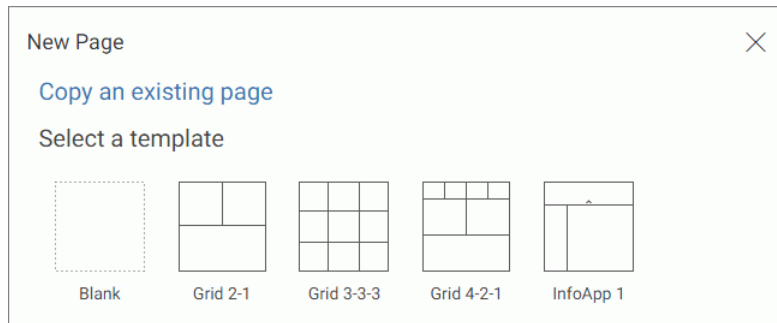 New Page
Copy an existing page
Select a template
Blank Grid 2-1 Grid 3-3-3 Grid 4-2-1 InfoApp 1